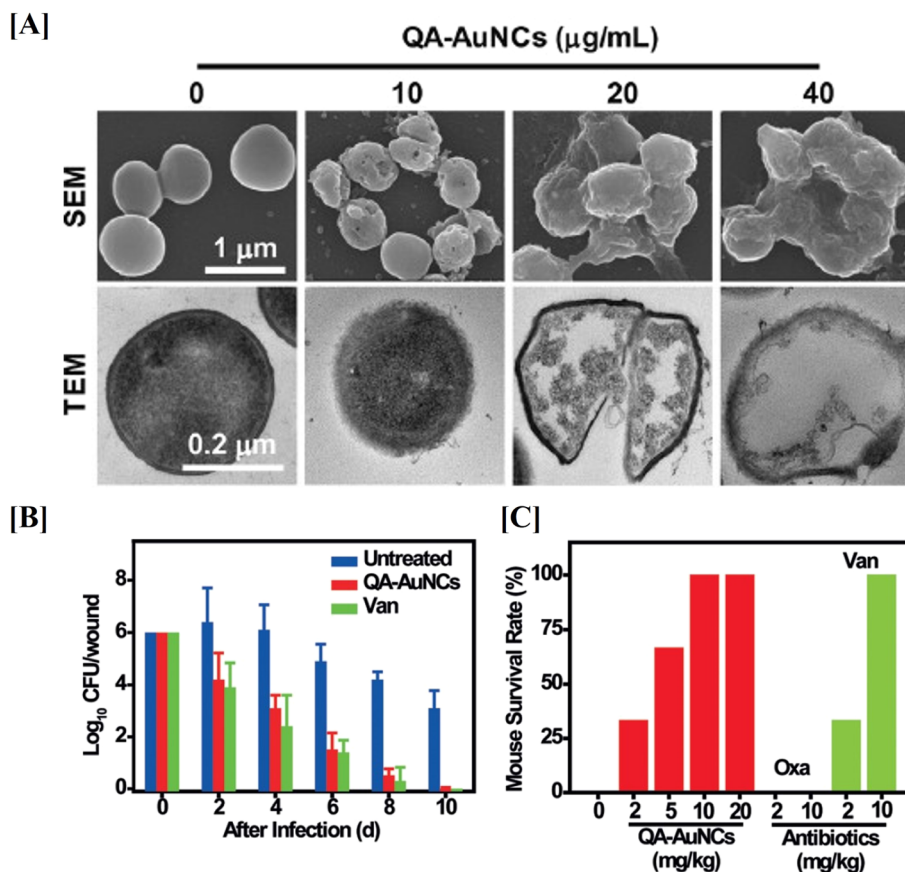 [A]
QA-AuNCs (μg/mL)
0 10 20 40
SEM
1 μm
TEM
0.2 μm
[B]
Untreated
QA-AuNCs
Van
Log10 CFU/wound
8
6
4
2
0
0 2 4 6 8 10
After Infection (d)
[C]
Mouse Survival Rate (%)
100
75
50
25
0
Van
Oxa
0 2 5 10 20 2 10 2 10
QA-AuNCs Antibiotics
(mg/kg) (mg/kg)